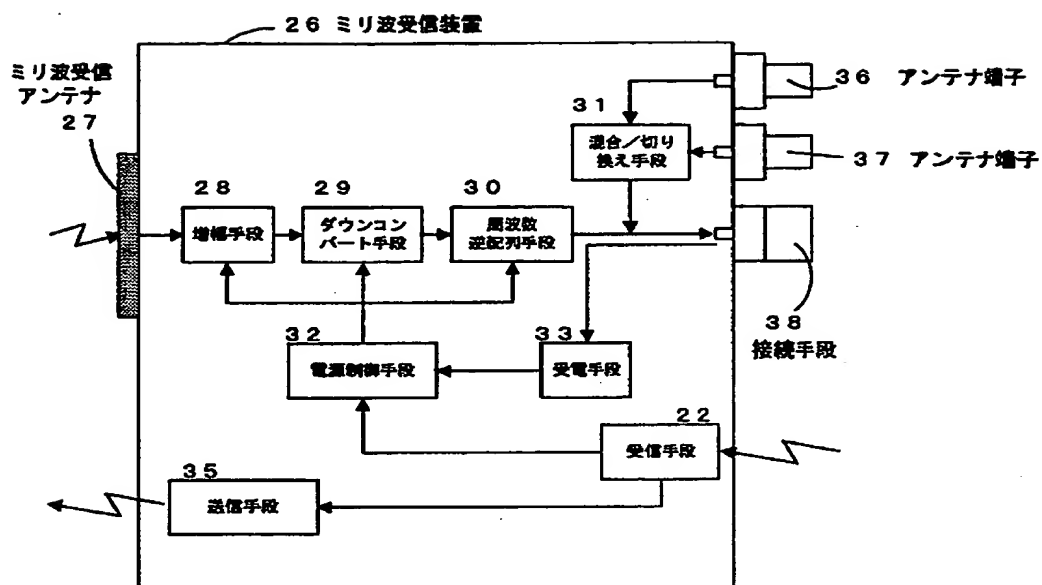 ２６ ミリ波受信装置
ミリ波受信
アンテナ
２７
３６ アンテナ端子
３１
混合／切り
換え手段
３７ アンテナ端子
２８
増幅手段
２９
ダウンコン
バート手段
３０
周波数
逆配列手段
３８
接続手段
３２
電源制御手段
３３
受電手段
２２
受信手段
３５
送信手段